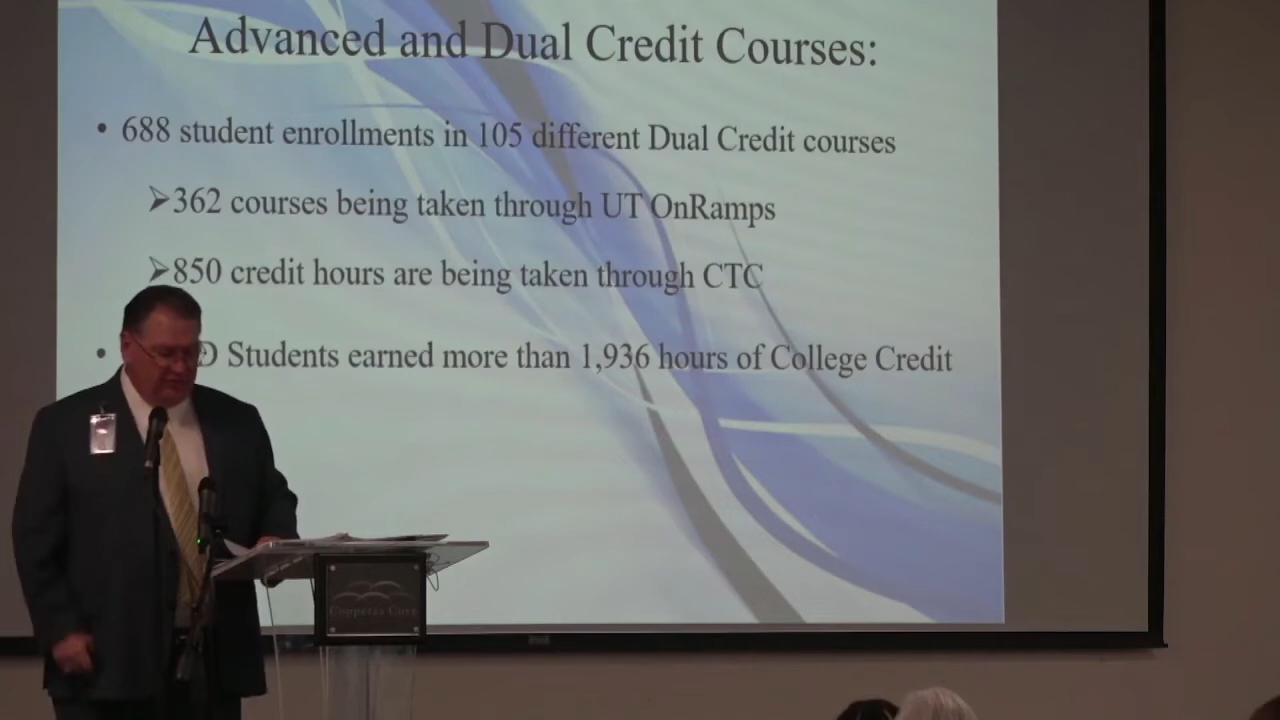 Advanced and Dual Credit Courses:
• 688 student enrollments in 105 different Dual Credit courses
➢362 courses being taken through UT OnRamps
➢850 credit hours are being taken through CTC
• Students earned more than 1,936 hours of College Credit
Copperas Cove